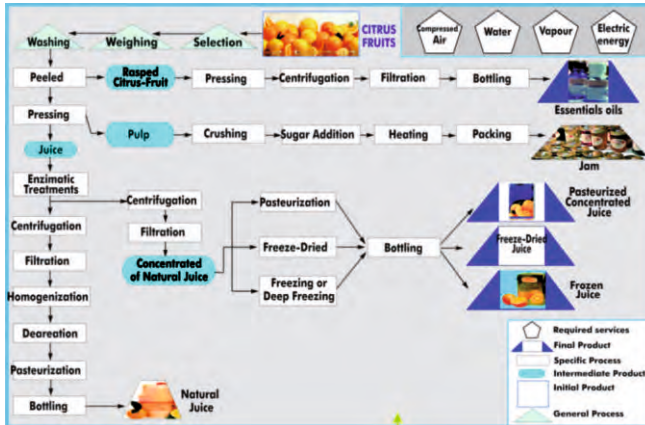 Washing
Weighing
Selection
CITRUS
FRUITS
Compressed
Air
Water
Vapour
Electric
energy
Peeled
Rasped
Citrus-Fruit
Pressing
Centrifugation
Filtration
Bottling
Essentials oils
Pressing
Pulp
Crushing
Sugar Addition
Heating
Packing
Jam
Juice
Enzimatic
Treatments
Centrifugation
Filtration
Homogenization
Deareation
Pasteurization
Bottling
Natural
Juice
Centrifugation
Filtration
Concentrated
of Natural Juice
Pasteurization
Freeze-Dried
Freezing or
Deep Freezing
Bottling
Pasteurized
Concentrated
Juice
Freeze-Dried
Juice
Frozen
Juice
Required services
Final Product
Specific Process
Intermediate Product
Initial Product
General Process